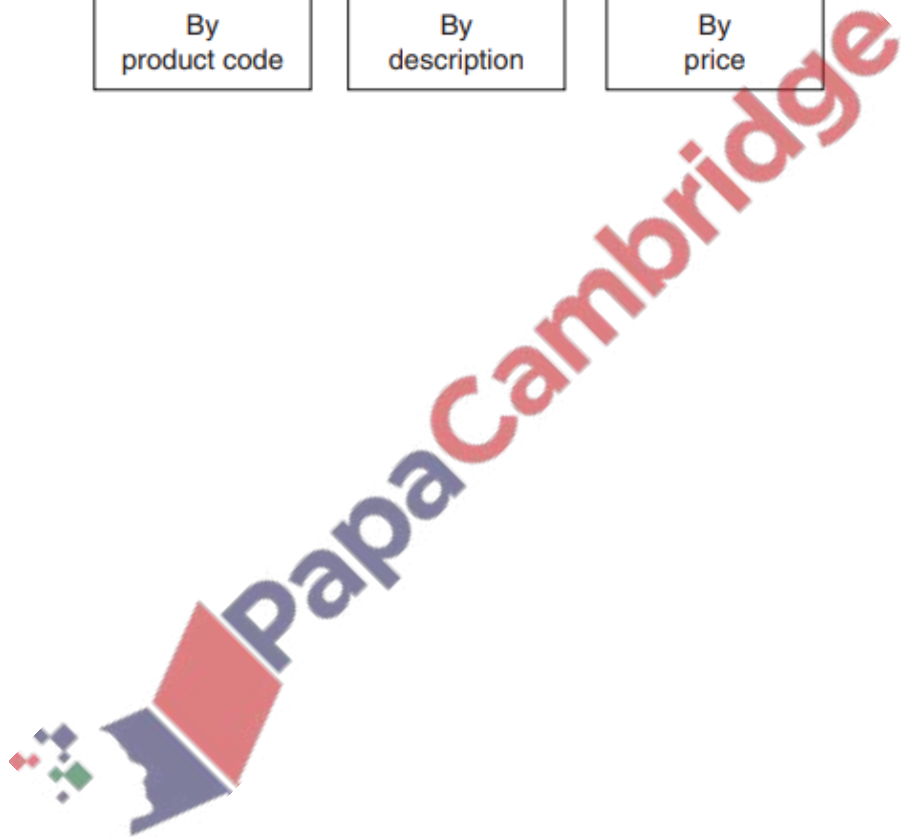 By
product code
By
description
By
price
PapaCambridge